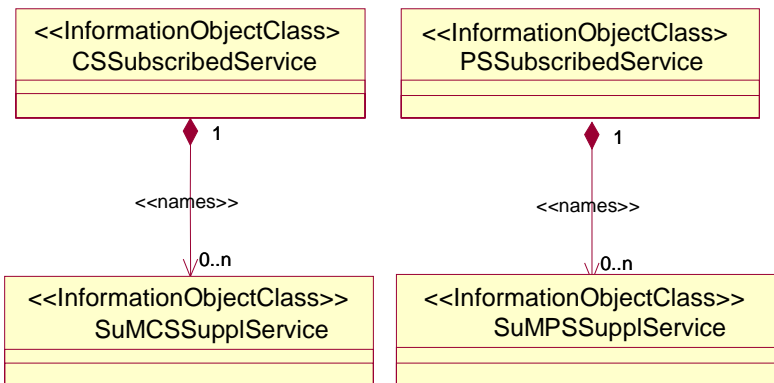 <<InformationObjectClass>
CSSubscribedService
1
<<names>>
0..n
<<InformationObjectClass>>
SuMCSSupplService
<<InformationObjectClass>
PSSubscribedService
1
<<names>>
0..n
<<InformationObjectClass>>
SuMPSSupplService